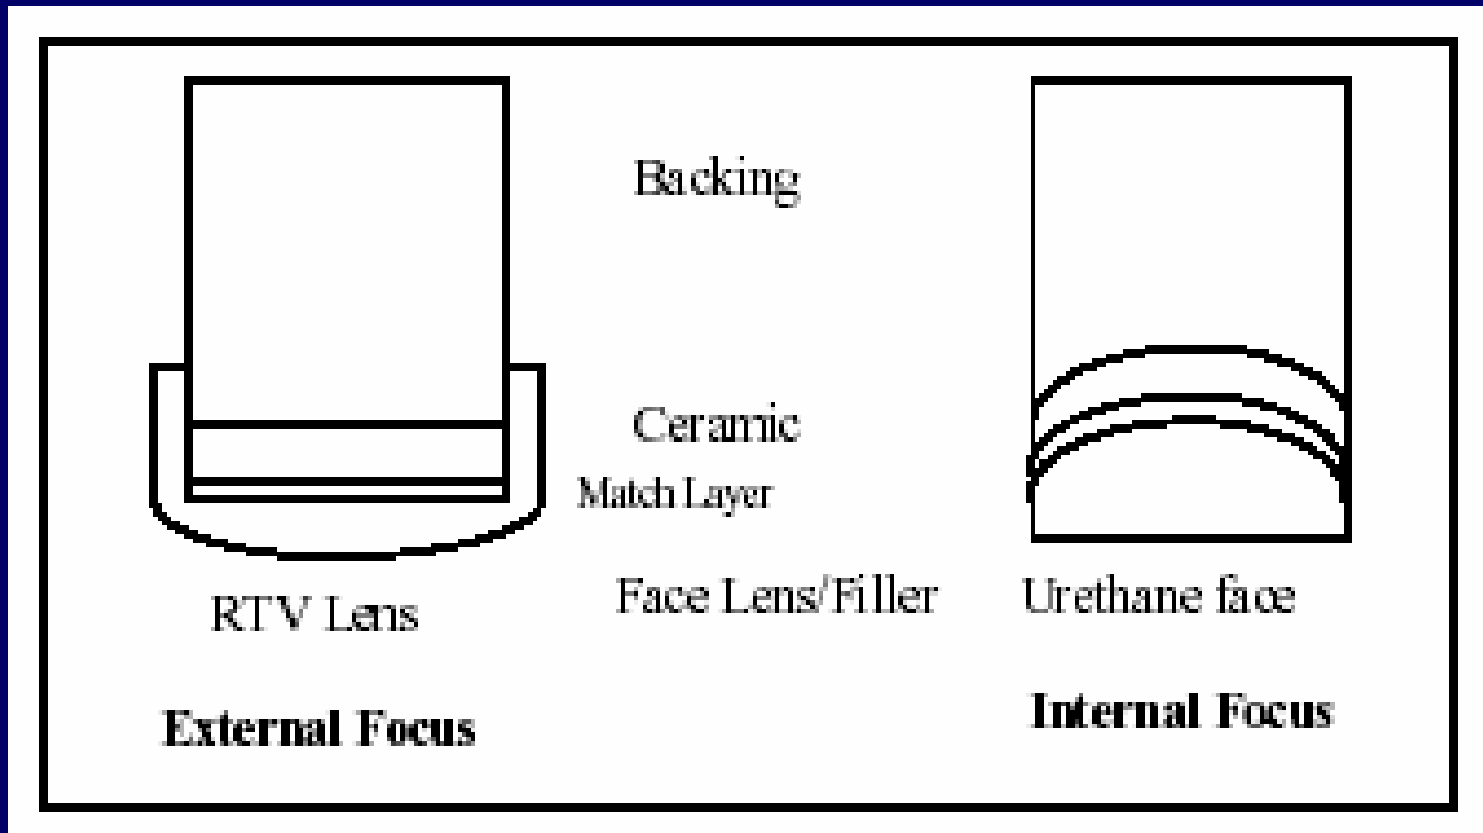 Backing
Ceramic
Match Layer
Face Lens/Filler
Urethane face
RTV Lens
Internal Focus
External Focus